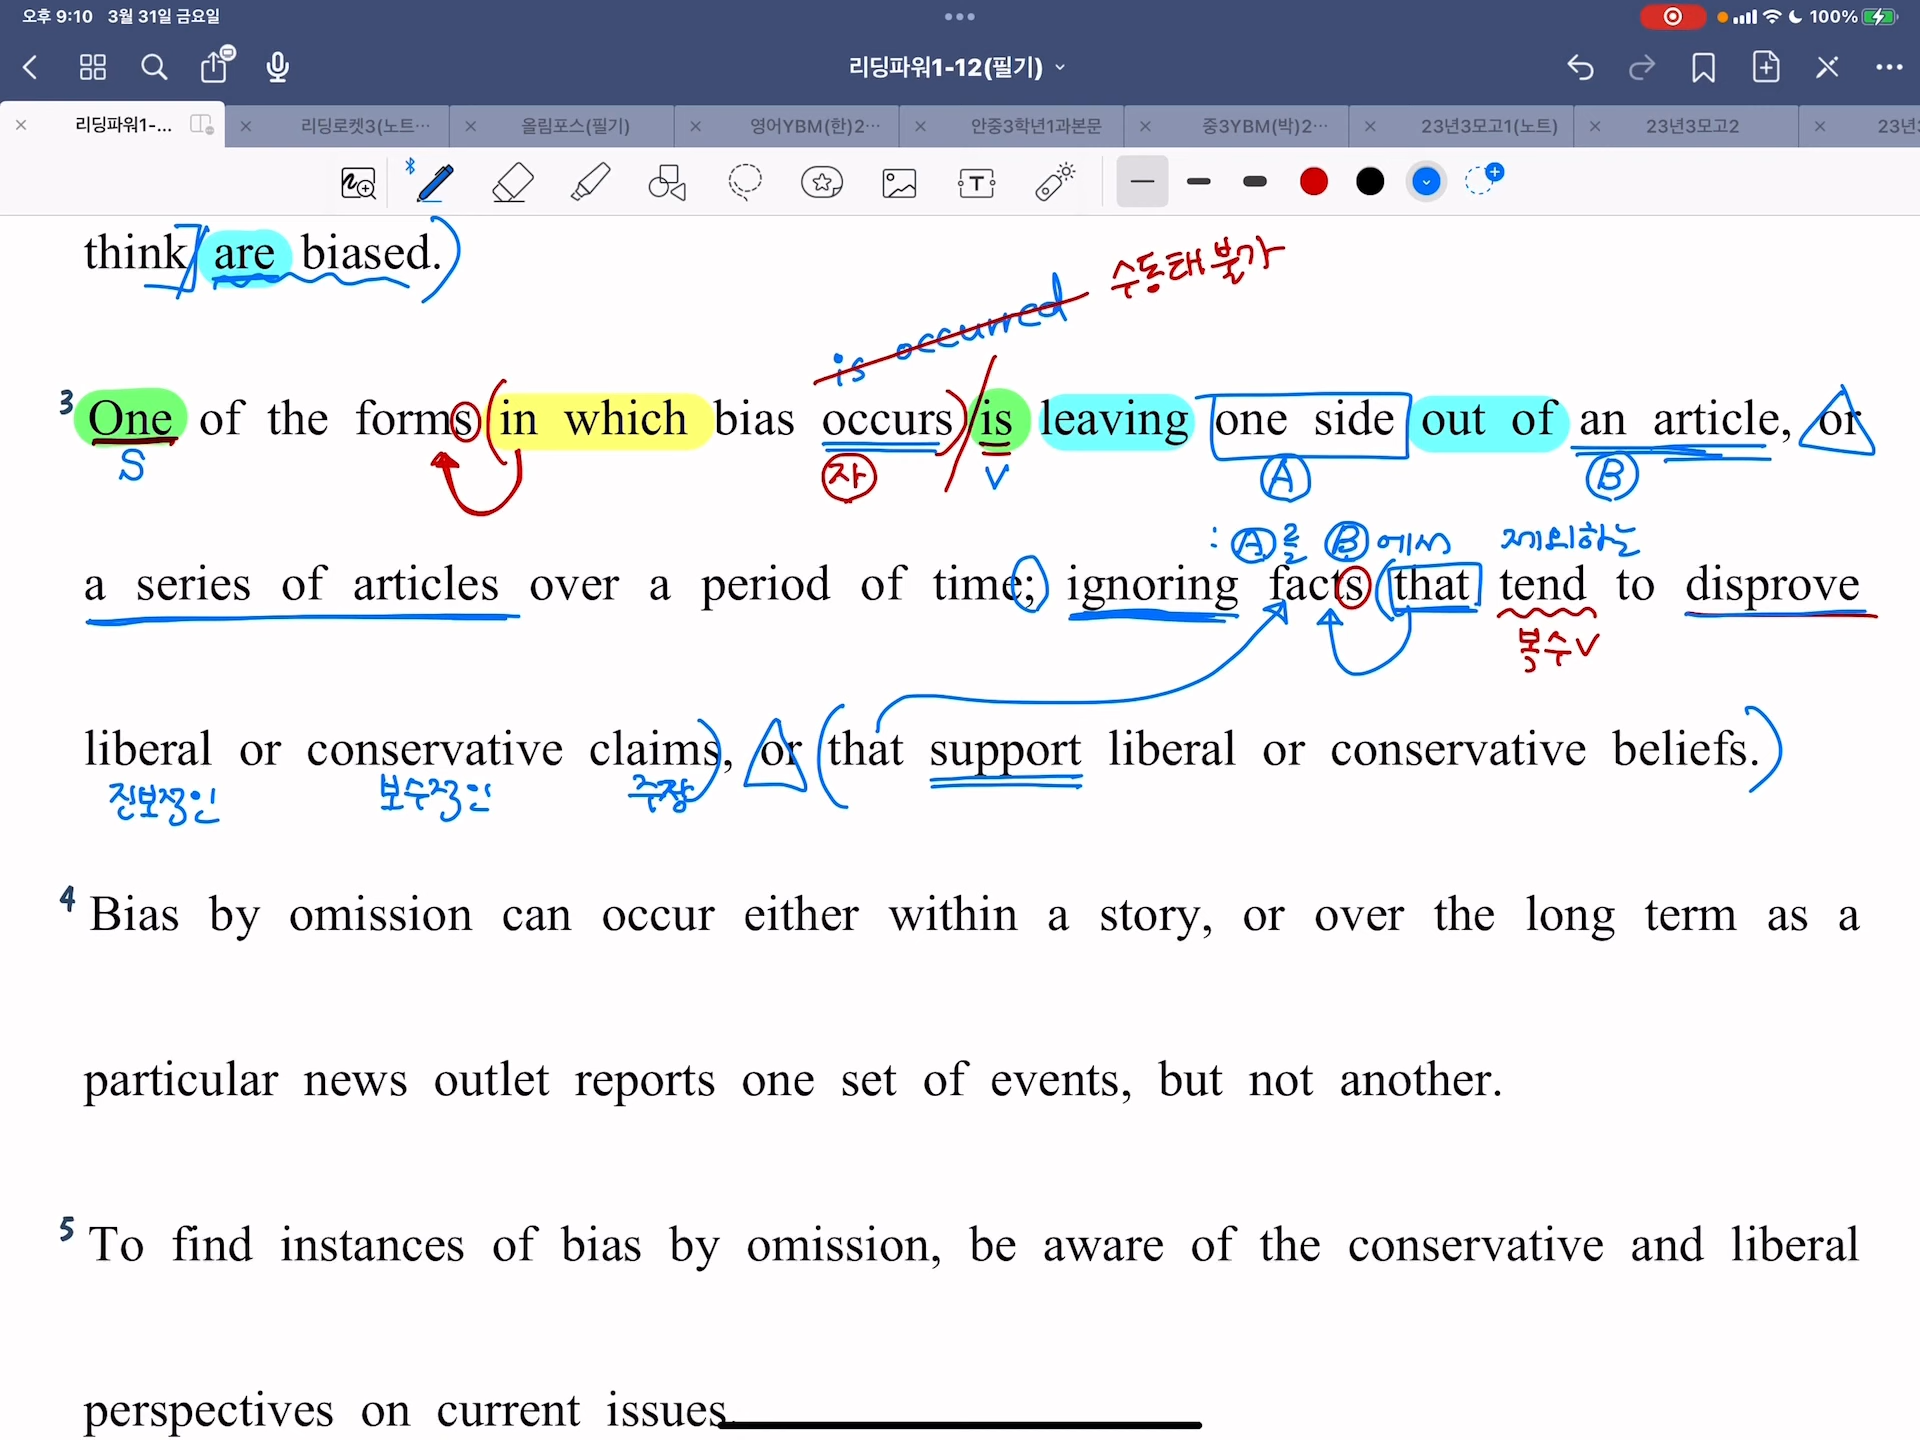 오후 9:10 3월 31일 금요일
100%
리딩파워1-12(필기)
리딩파워1-... 리딩로켓3(노트... 올림포스(필기) 영어YBM(한)2... 안중3학년1과본문 중3YBM(박)2... 23년3모고1(노트) 23년3모고2 23년
think are biased.)
is occurred 수동태 불가
3 One of the forms (in which bias occurs) / is leaving one side out of an article, or
S 자 V A B
: A를 B에서 제외하는
a series of articles over a period of time; ignoring facts (that tend to disprove
복수V
liberal or conservative claims), or (that support liberal or conservative beliefs.)
진보적인 보수적인 주장
4 Bias by omission can occur either within a story, or over the long term as a
particular news outlet reports one set of events, but not another.
5 To find instances of bias by omission, be aware of the conservative and liberal
perspectives on current issues.